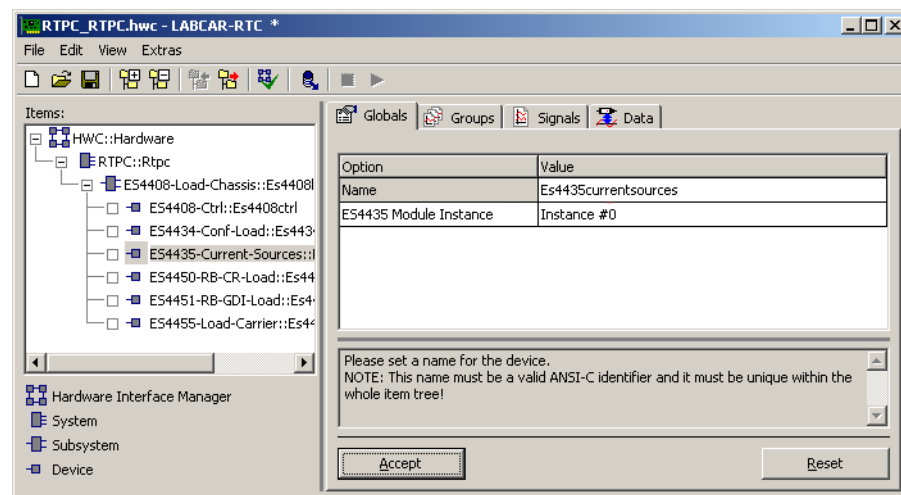 RTPC_RTPC.hwc - LABCAR-RTC *
File Edit View Extras
Items:
HWC::Hardware
RTPC::Rtpc
ES4408-Load-Chassis::Es4408l
ES4408-Ctrl::Es4408ctrl
ES4434-Conf-Load::Es443
ES4435-Current-Sources::
ES4450-RB-CR-Load::Es44
ES4451-RB-GDI-Load::Es4
ES4455-Load-Carrier::Es44
Hardware Interface Manager
System
Subsystem
Device
Globals Groups Signals Data
Option Value
Name Es4435currentsources
ES4435 Module Instance Instance #0
Please set a name for the device.
NOTE: This name must be a valid ANSI-C identifier and it must be unique within the
whole item tree!
Accept Reset